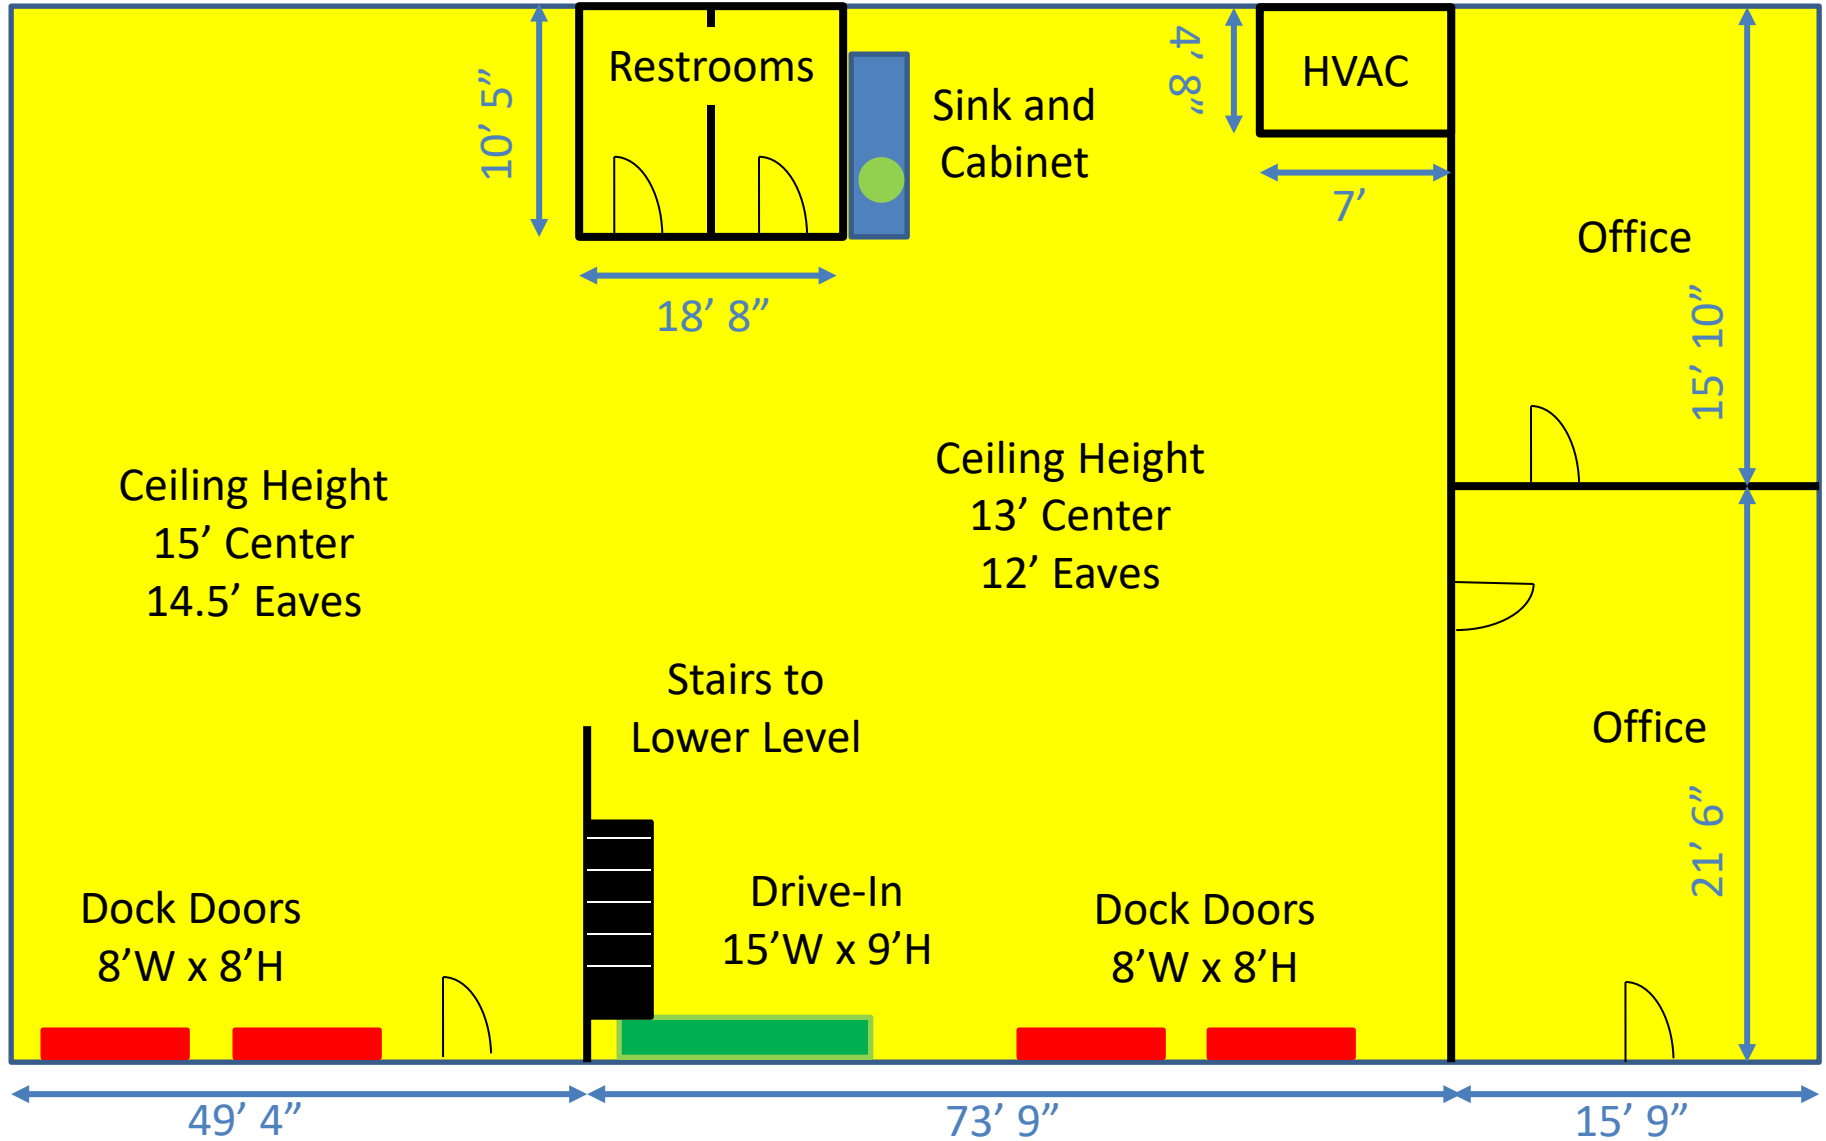 Restrooms
10’ 5”
18’ 8”
Sink and
Cabinet
4’ 8”
HVAC
7’
Office
15’ 10”
Ceiling Height
15’ Center
14.5’ Eaves
Ceiling Height
13’ Center
12’ Eaves
Stairs to
Lower Level
Office
21’ 6”
Dock Doors
8’W x 8’H
Drive-In
15’W x 9’H
Dock Doors
8’W x 8’H
49’ 4”
73’ 9”
15’ 9”